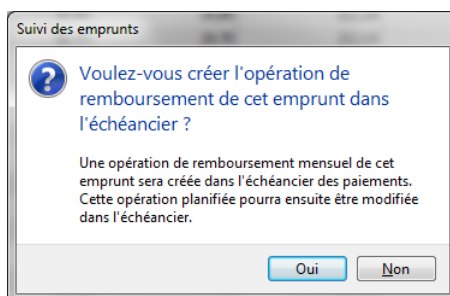 Suivi des emprunts
Voulez-vous créer l'opération de
remboursement de cet emprunt dans
l'échéancier ?
Une opération de remboursement mensuel de cet
emprunt sera créée dans l'échéancier des paiements.
Cette opération planifiée pourra ensuite être modifiée
dans l'échéancier.
Oui
Non